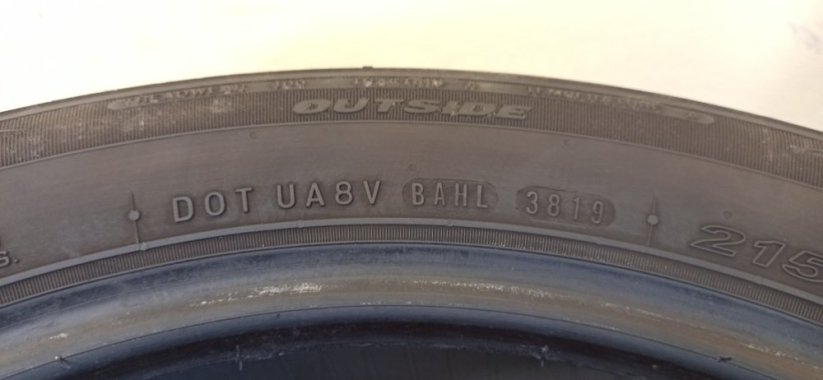 OUTSIDE
DOT UA8V BAHL 3819 215
S.